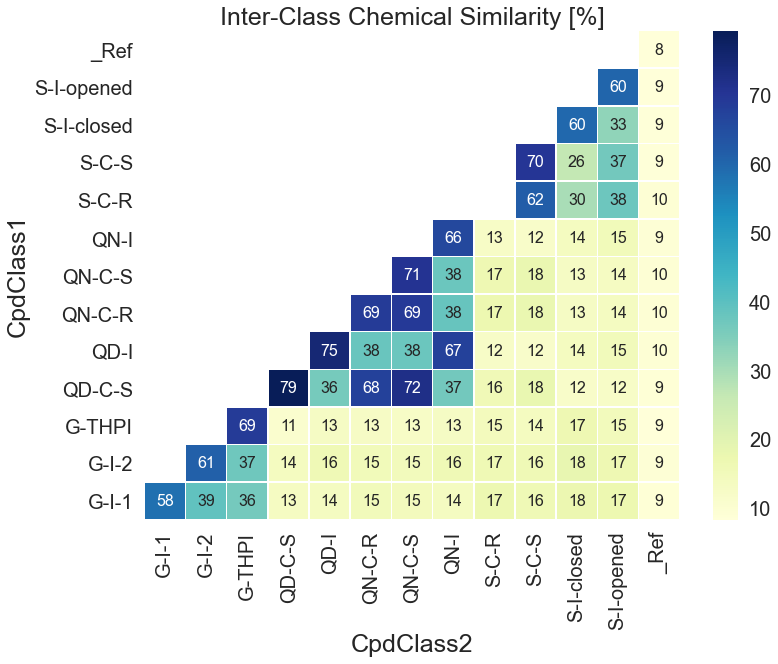 Inter-Class Chemical Similarity [%]
CpdClass1
_Ref 8
S-I-opened 60 9
S-I-closed 60 33 9
S-C-S 70 26 37 9
S-C-R 62 30 38 10
QN-I 66 13 12 14 15 9
QN-C-S 71 38 17 18 13 14 10
QN-C-R 69 69 38 17 18 13 14 10
QD-I 75 38 38 67 12 12 14 15 10
QD-C-S 79 36 68 72 37 16 18 12 12 9
G-THPI 69 11 13 13 13 13 15 14 17 15 9
G-I-2 61 37 14 16 15 15 16 17 16 18 17 9
G-I-1 58 39 36 13 14 15 15 14 17 16 18 17 9
G-I-1
G-I-2
G-THPI
QD-C-S
QD-I
QN-C-R
QN-C-S
QN-I
S-C-R
S-C-S
S-I-closed
S-I-opened
_Ref
CpdClass2
70
60
50
40
30
20
10